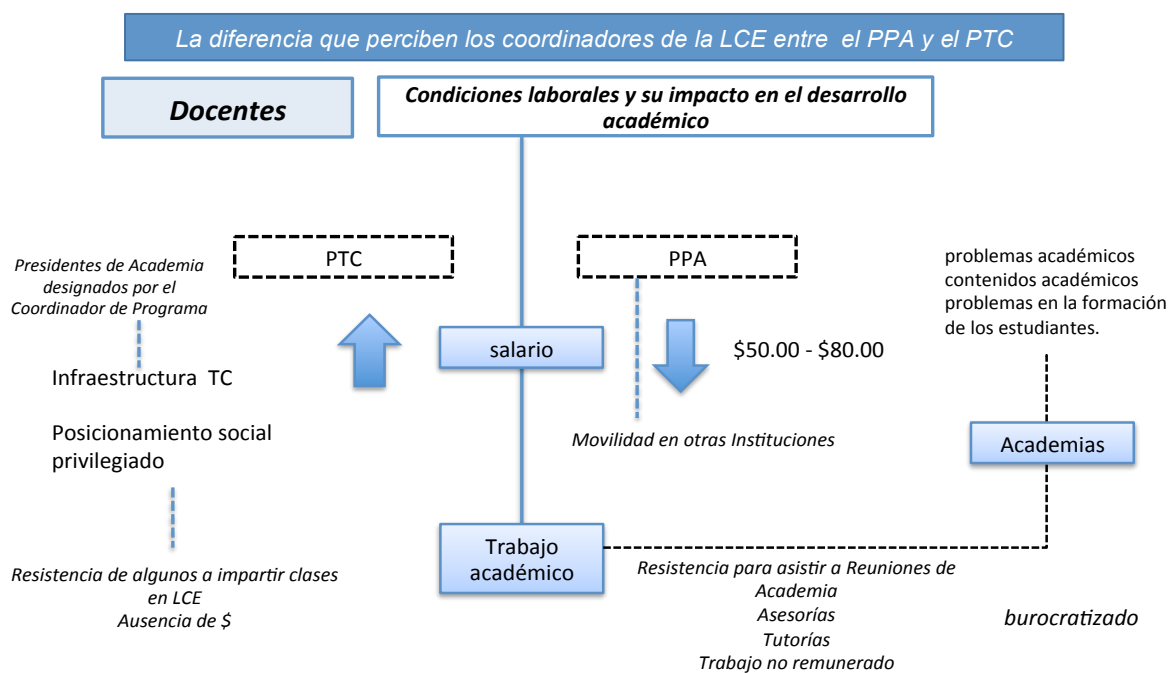 La diferencia que perciben los coordinadores de la LCE entre el PPA y el PTC
Docentes
Condiciones laborales y su impacto en el desarrollo
académico
PTC
PPA
Presidentes de Academia
designados por el
Coordinador de Programa
problemas académicos
contenidos académicos
problemas en la formación
de los estudiantes.
salario
$50.00 - $80.00
Infraestructura TC
Posicionamiento social
privilegiado
Movilidad en otras Instituciones
Academias
Trabajo
académico
Resistencia de algunos a impartir clases
en LCE
Ausencia de $
Resistencia para asistir a Reuniones de
Academia
Asesorías
Tutorías
Trabajo no remunerado
burocratizado